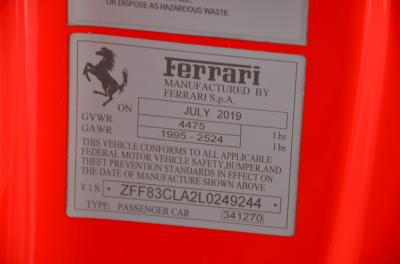 OR DISPOSE AS HAZARDOUS WASTE
Ferrari
MANUFACTURED BY
FERRARI S.p.A.
ON JULY 2019
GVWR 4475 lbs
GAWR 1995 - 2524 lbs
THIS VEHICLE CONFORMS TO ALL APPLICABLE
FEDERAL MOTOR VEHICLE SAFETY, BUMPER, AND
THEFT PREVENTION STANDARDS IN EFFECT ON
THE DATE OF MANUFACTURE SHOWN ABOVE
V.I.N. ZFF83CLA2L0249244
TYPE: PASSENGER CAR 341270